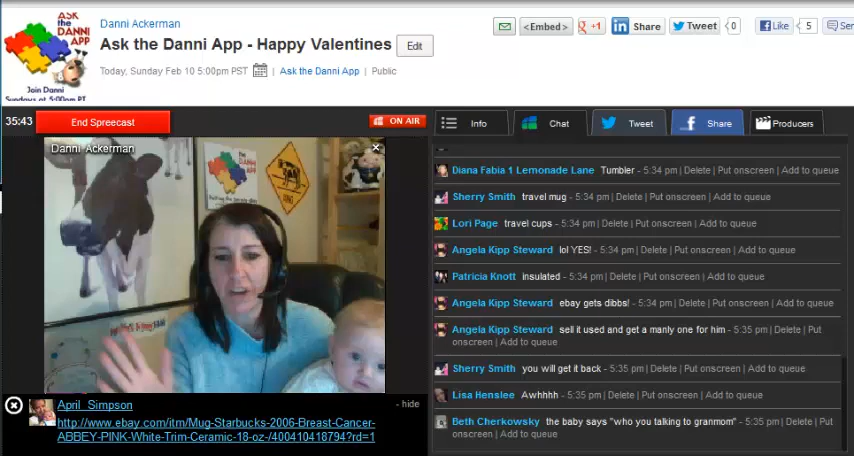 ASK
the
DANNI
APP
Join Danni
Sundays at 5:00pm PT
Danni Ackerman
Ask the Danni App - Happy Valentines
Edit
Today, Sunday Feb 10 5:00pm PST | Ask the Danni App | Public
<Embed>
g +1
in Share
Tweet
0
Like
5
Sen
35:43
End Spreecast
ON AIR
Danni Ackerman
ASK
the
DANNI
APP
Info
Chat
Tweet
f Share
Producers
Diana Fabia 1 Lemonade Lane Tumbler - 5:34 pm | Delete | Put onscreen | Add to queue
Sherry Smith travel mug - 5:34 pm | Delete | Put onscreen | Add to queue
Lori Page travel cups - 5:34 pm | Delete | Put onscreen | Add to queue
Angela Kipp Steward lol YES! - 5:34 pm | Delete | Put onscreen | Add to queue
Patricia Knott insulated - 5:34 pm | Delete | Put onscreen | Add to queue
Angela Kipp Steward ebay gets dibbs! - 5:34 pm | Delete | Put onscreen | Add to queue
Angela Kipp Steward sell it used and get a manly one for him - 5:35 pm | Delete | Put
onscreen | Add to queue
Sherry Smith you will get it back - 5:35 pm | Delete | Put onscreen | Add to queue
Lisa Henslee Awhhhh - 5:35 pm | Delete | Put onscreen | Add to queue
Beth Cherkowsky the baby says "who you talking to granmom" - 5:35 pm | Delete | Put
onscreen | Add to queue
April_Simpson
- hide
http://www.ebay.com/itm/Mug-Starbucks-2006-Breast-Cancer-
ABBEY-PINK-White-Trim-Ceramic-18-oz-/400410418794?rd=1